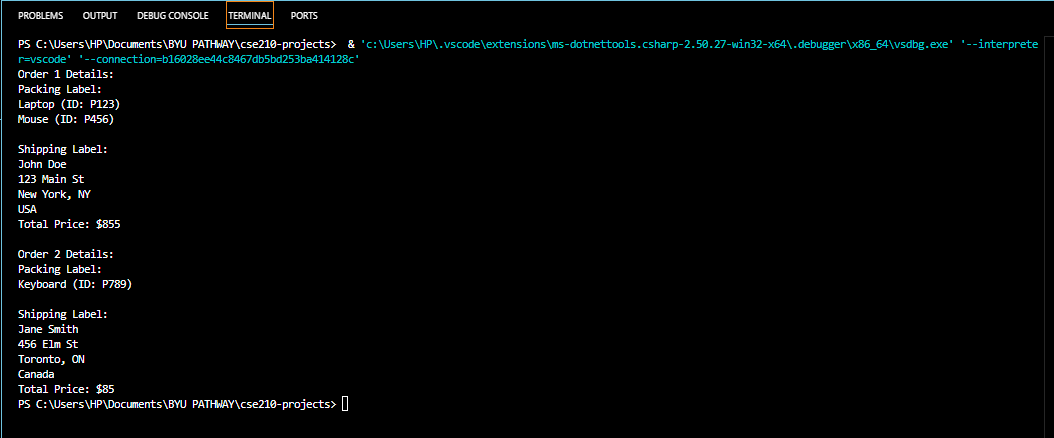 PROBLEMS OUTPUT DEBUG CONSOLE TERMINAL PORTS
PS C:\Users\HP\Documents\BYU PATHWAY\cse210-projects>  & 'c:\Users\HP\.vscode\extensions\ms-dotnettools.csharp-2.50.27-win32-x64\.debugger\x86_64\vsdbg.exe' '--interprete
r=vscode' '--connection=b16028ee44c8467db5bd253ba414128c'
Order 1 Details:
Packing Label:
Laptop (ID: P123)
Mouse (ID: P456)

Shipping Label:
John Doe
123 Main St
New York, NY
USA
Total Price: $855

Order 2 Details:
Packing Label:
Keyboard (ID: P789)

Shipping Label:
Jane Smith
456 Elm St
Toronto, ON
Canada
Total Price: $85
PS C:\Users\HP\Documents\BYU PATHWAY\cse210-projects>